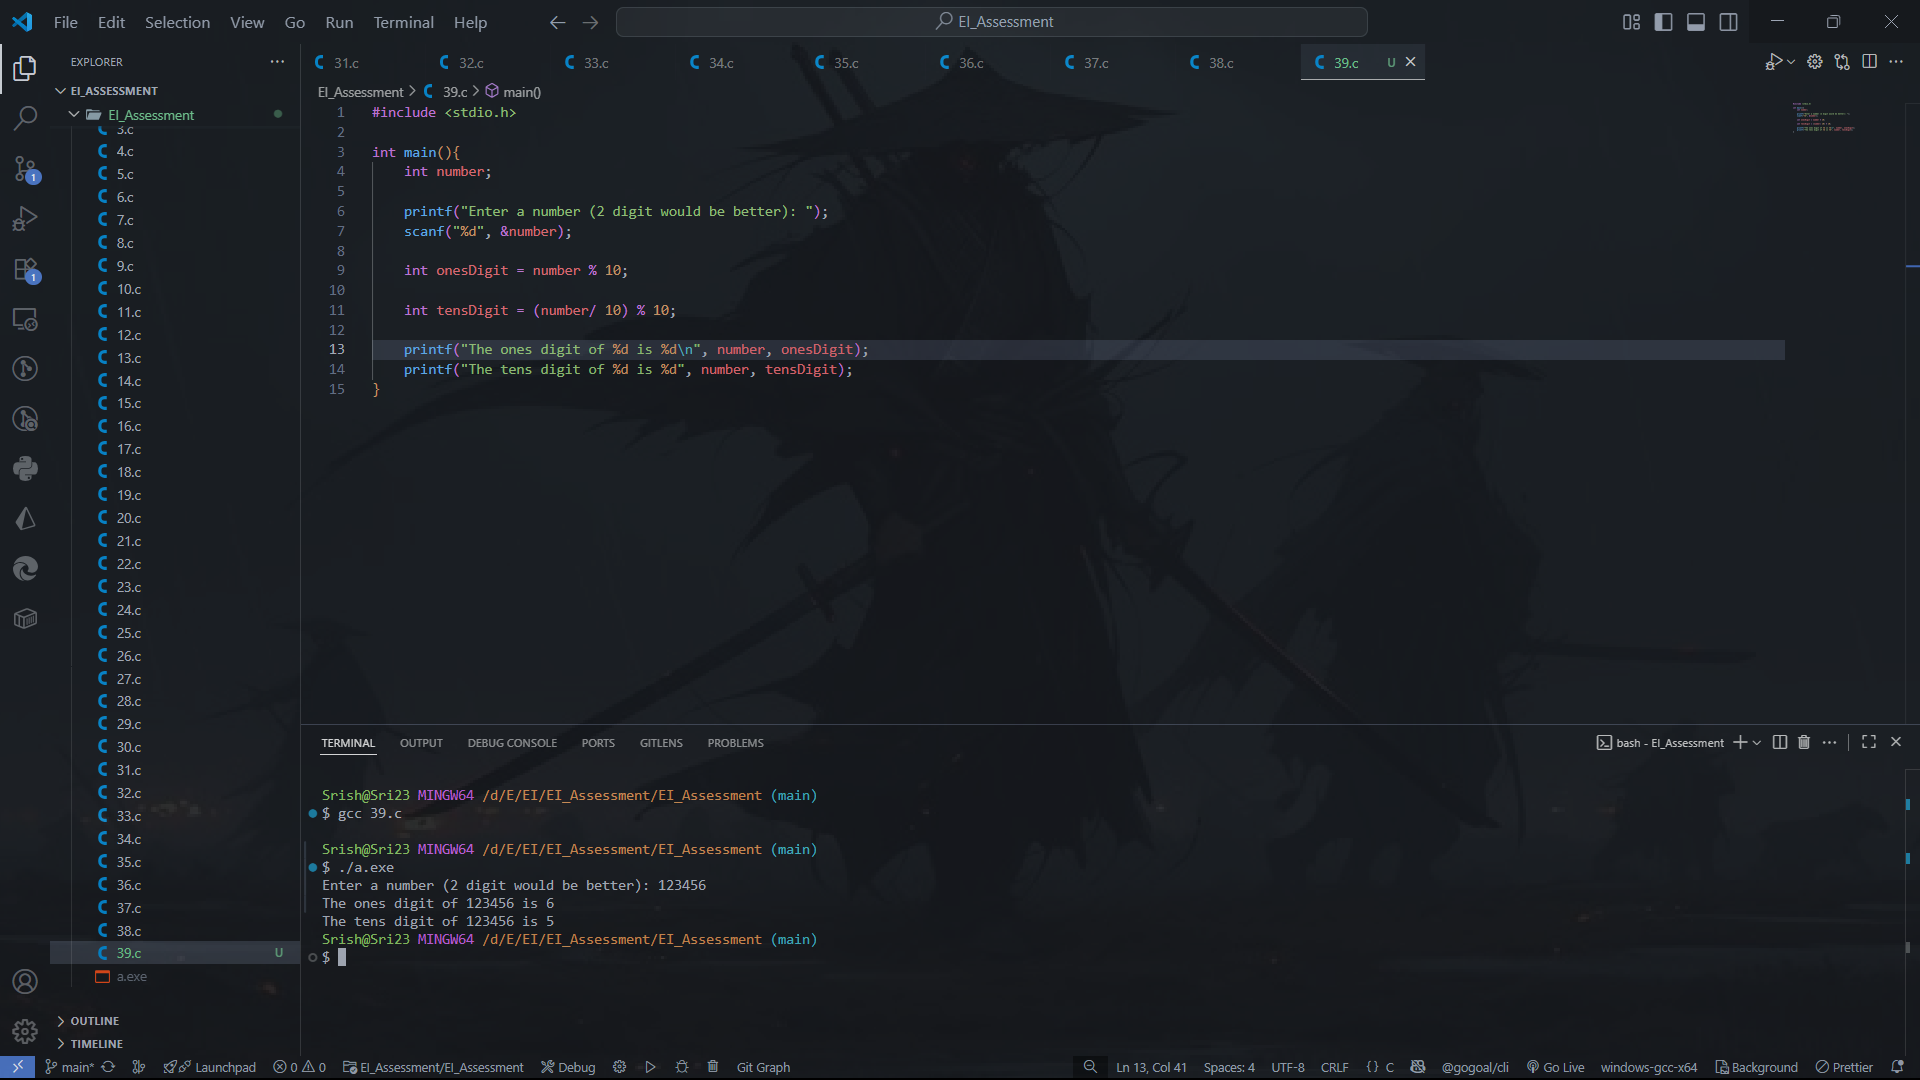 File Edit Selection View Go Run Terminal Help
EI_Assessment
EXPLORER
EI_ASSESSMENT
EI_Assessment
3.c
4.c
5.c
6.c
7.c
8.c
9.c
10.c
11.c
12.c
13.c
14.c
15.c
16.c
17.c
18.c
19.c
20.c
21.c
22.c
23.c
24.c
25.c
26.c
27.c
28.c
29.c
30.c
31.c
32.c
33.c
34.c
35.c
36.c
37.c
38.c
39.c U
a.exe
OUTLINE
TIMELINE
1
1
31.c 32.c 33.c 34.c 35.c 36.c 37.c 38.c 39.c U
EI_Assessment > 39.c > main()
1 #include <stdio.h>
2
3 int main(){
4 int number;
5
6 printf("Enter a number (2 digit would be better): ");
7 scanf("%d", &number);
8
9 int onesDigit = number % 10;
10
11 int tensDigit = (number/ 10) % 10;
12
13 printf("The ones digit of %d is %d\n", number, onesDigit);
14 printf("The tens digit of %d is %d", number, tensDigit);
15 }
TERMINAL OUTPUT DEBUG CONSOLE PORTS GITLENS PROBLEMS
bash - EI_Assessment
Srish@Sri23 MINGW64 /d/E/EI/EI_Assessment/EI_Assessment (main)
$ gcc 39.c
Srish@Sri23 MINGW64 /d/E/EI/EI_Assessment/EI_Assessment (main)
$ ./a.exe
Enter a number (2 digit would be better): 123456
The ones digit of 123456 is 6
The tens digit of 123456 is 5
Srish@Sri23 MINGW64 /d/E/EI/EI_Assessment/EI_Assessment (main)
$
main* Launchpad 0 0 EI_Assessment/EI_Assessment Debug Git Graph Ln 13, Col 41 Spaces: 4 UTF-8 CRLF {} C @gogoal/cli Go Live windows-gcc-x64 Background Prettier